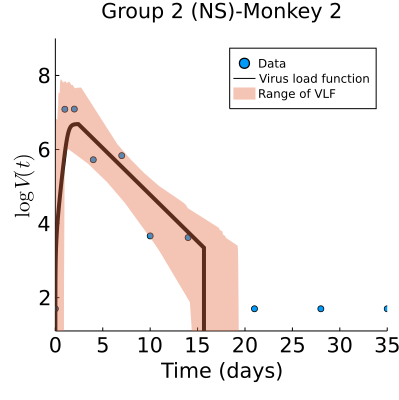 Group 2 (NS)-Monkey 2
Data
Virus load function
Range of VLF
8
6
4
2
log V(t)
0 5 10 15 20 25 30 35
Time (days)